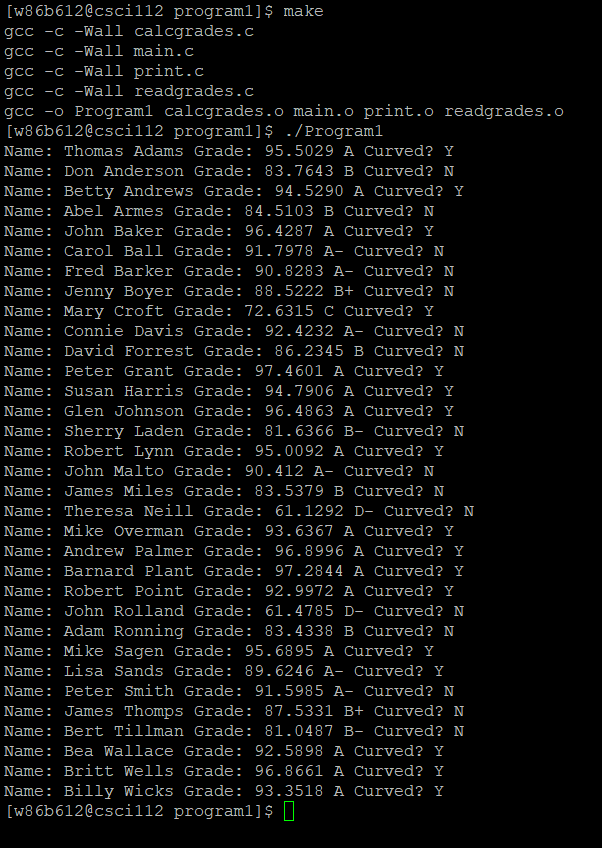 [w86b612@csci112 program1]$ make
gcc -c -Wall calcgrades.c
gcc -c -Wall main.c
gcc -c -Wall print.c
gcc -c -Wall readgrades.c
gcc -o Program1 calcgrades.o main.o print.o readgrades.o
[w86b612@csci112 program1]$ ./Program1
Name: Thomas Adams Grade: 95.5029 A Curved? Y
Name: Don Anderson Grade: 83.7643 B Curved? N
Name: Betty Andrews Grade: 94.5290 A Curved? Y
Name: Abel Armes Grade: 84.5103 B Curved? N
Name: John Baker Grade: 96.4287 A Curved? Y
Name: Carol Ball Grade: 91.7978 A- Curved? N
Name: Fred Barker Grade: 90.8283 A- Curved? N
Name: Jenny Boyer Grade: 88.5222 B+ Curved? N
Name: Mary Croft Grade: 72.6315 C Curved? Y
Name: Connie Davis Grade: 92.4232 A- Curved? N
Name: David Forrest Grade: 86.2345 B Curved? N
Name: Peter Grant Grade: 97.4601 A Curved? Y
Name: Susan Harris Grade: 94.7906 A Curved? Y
Name: Glen Johnson Grade: 96.4863 A Curved? Y
Name: Sherry Laden Grade: 81.6366 B- Curved? N
Name: Robert Lynn Grade: 95.0092 A Curved? Y
Name: John Malto Grade: 90.412 A- Curved? N
Name: James Miles Grade: 83.5379 B Curved? N
Name: Theresa Neill Grade: 61.1292 D- Curved? N
Name: Mike Overman Grade: 93.6367 A Curved? Y
Name: Andrew Palmer Grade: 96.8996 A Curved? Y
Name: Barnard Plant Grade: 97.2844 A Curved? Y
Name: Robert Point Grade: 92.9972 A Curved? Y
Name: John Rolland Grade: 61.4785 D- Curved? N
Name: Adam Ronning Grade: 83.4338 B Curved? N
Name: Mike Sagen Grade: 95.6895 A Curved? Y
Name: Lisa Sands Grade: 89.6246 A- Curved? Y
Name: Peter Smith Grade: 91.5985 A- Curved? N
Name: James Thomps Grade: 87.5331 B+ Curved? N
Name: Bert Tillman Grade: 81.0487 B- Curved? N
Name: Bea Wallace Grade: 92.5898 A Curved? Y
Name: Britt Wells Grade: 96.8661 A Curved? Y
Name: Billy Wicks Grade: 93.3518 A Curved? Y
[w86b612@csci112 program1]$